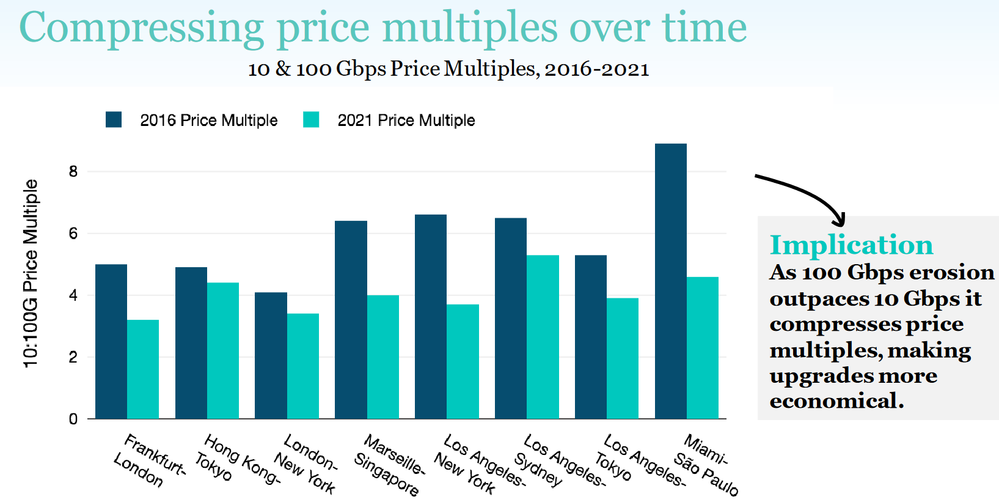 Compressing price multiples over time
10 & 100 Gbps Price Multiples, 2016-2021
2016 Price Multiple
2021 Price Multiple
10:100G Price Multiple
8
6
4
2
0
Frankfurt-
London
Hong Kong-
Tokyo
London-
New York
Marseille-
Singapore
Los Angeles-
New York
Los Angeles-
Sydney
Los Angeles-
Tokyo
Miami-
São Paulo
Implication
As 100 Gbps erosion
outpaces 10 Gbps it
compresses price
multiples, making
upgrades more
economical.